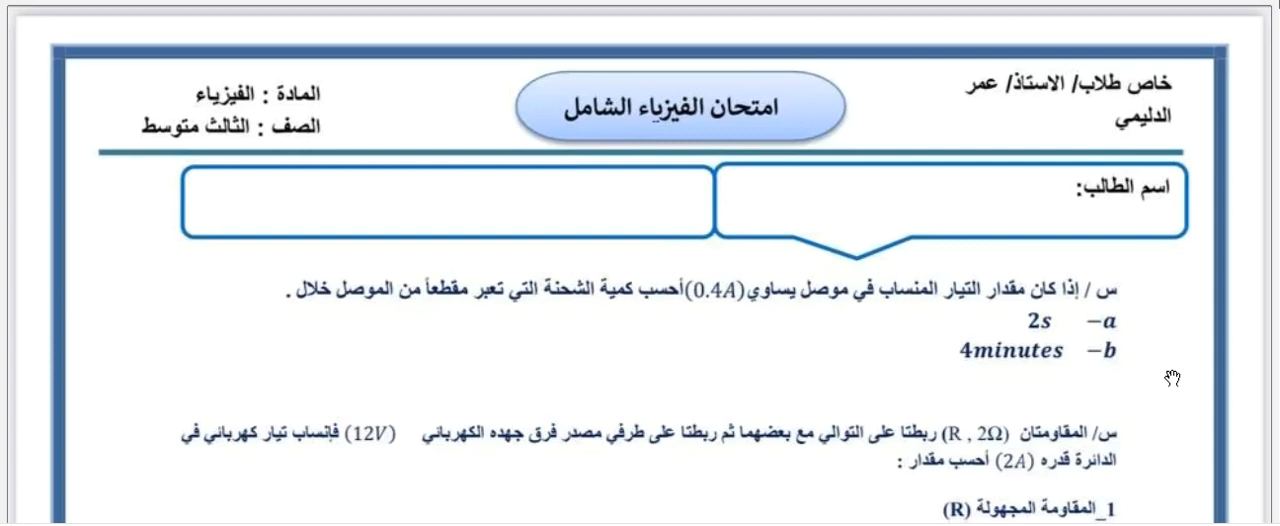 خاص طلاب/ الاستاذ/ عمر
الدليمي
امتحان الفيزياء الشامل
المادة : الفيزياء
الصف : الثالث متوسط
اسم الطالب:
س / إذا كان مقدار التيار المنساب في موصل يساوي(0.4A)أحسب كمية الشحنة التي تعبر مقطعاً من الموصل خلال .
a– 2s
b– 4minutes
س/ المقاومتان (R , 2Ω) ربطتا على التوالي مع بعضهما ثم ربطتا على طرفي مصدر فرق جهده الكهربائي (12V) فإنساب تيار كهربائي في
الدائرة قدره (2A) أحسب مقدار :
1_المقاومة المجهولة (R)